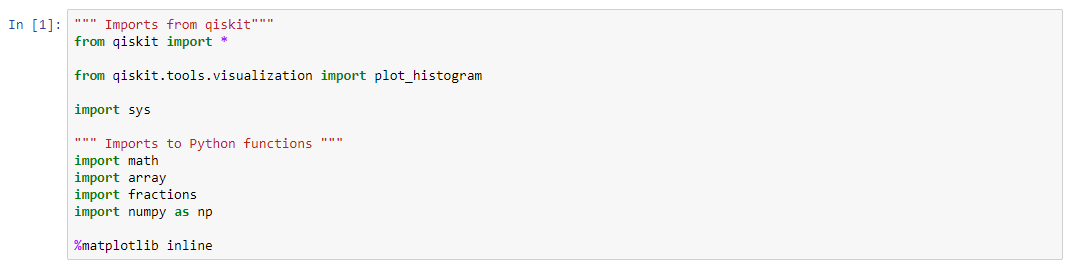 In [1]:
""" Imports from qiskit"""
from qiskit import *
from qiskit.tools.visualization import plot_histogram
import sys
""" Imports to Python functions """
import math
import array
import fractions
import numpy as np
%matplotlib inline